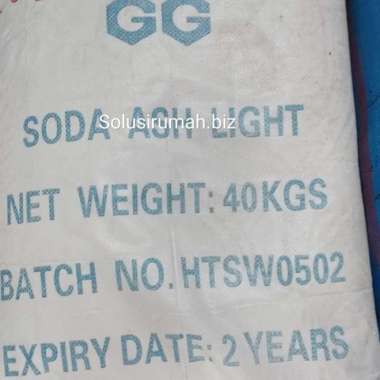 GG
Solusirumah.biz
SODA ASH LIGHT
NET WEIGHT: 40KGS
BATCH NO. HTSW0502
EXPIRY DATE: 2 YEARS